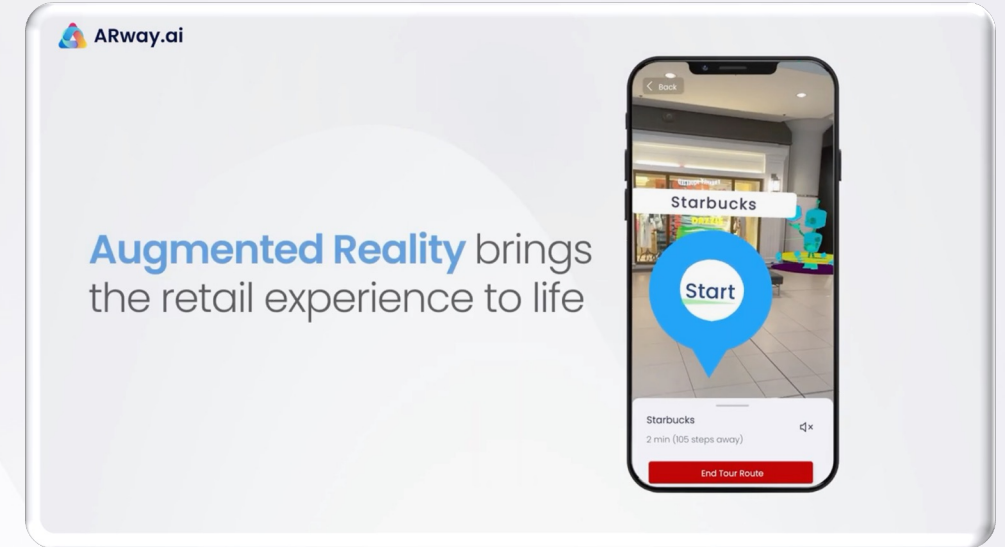 ARway.ai
Augmented Reality brings
the retail experience to life
Back
Starbucks
Start
Starbucks
2 min (105 steps away)
End Tour Route